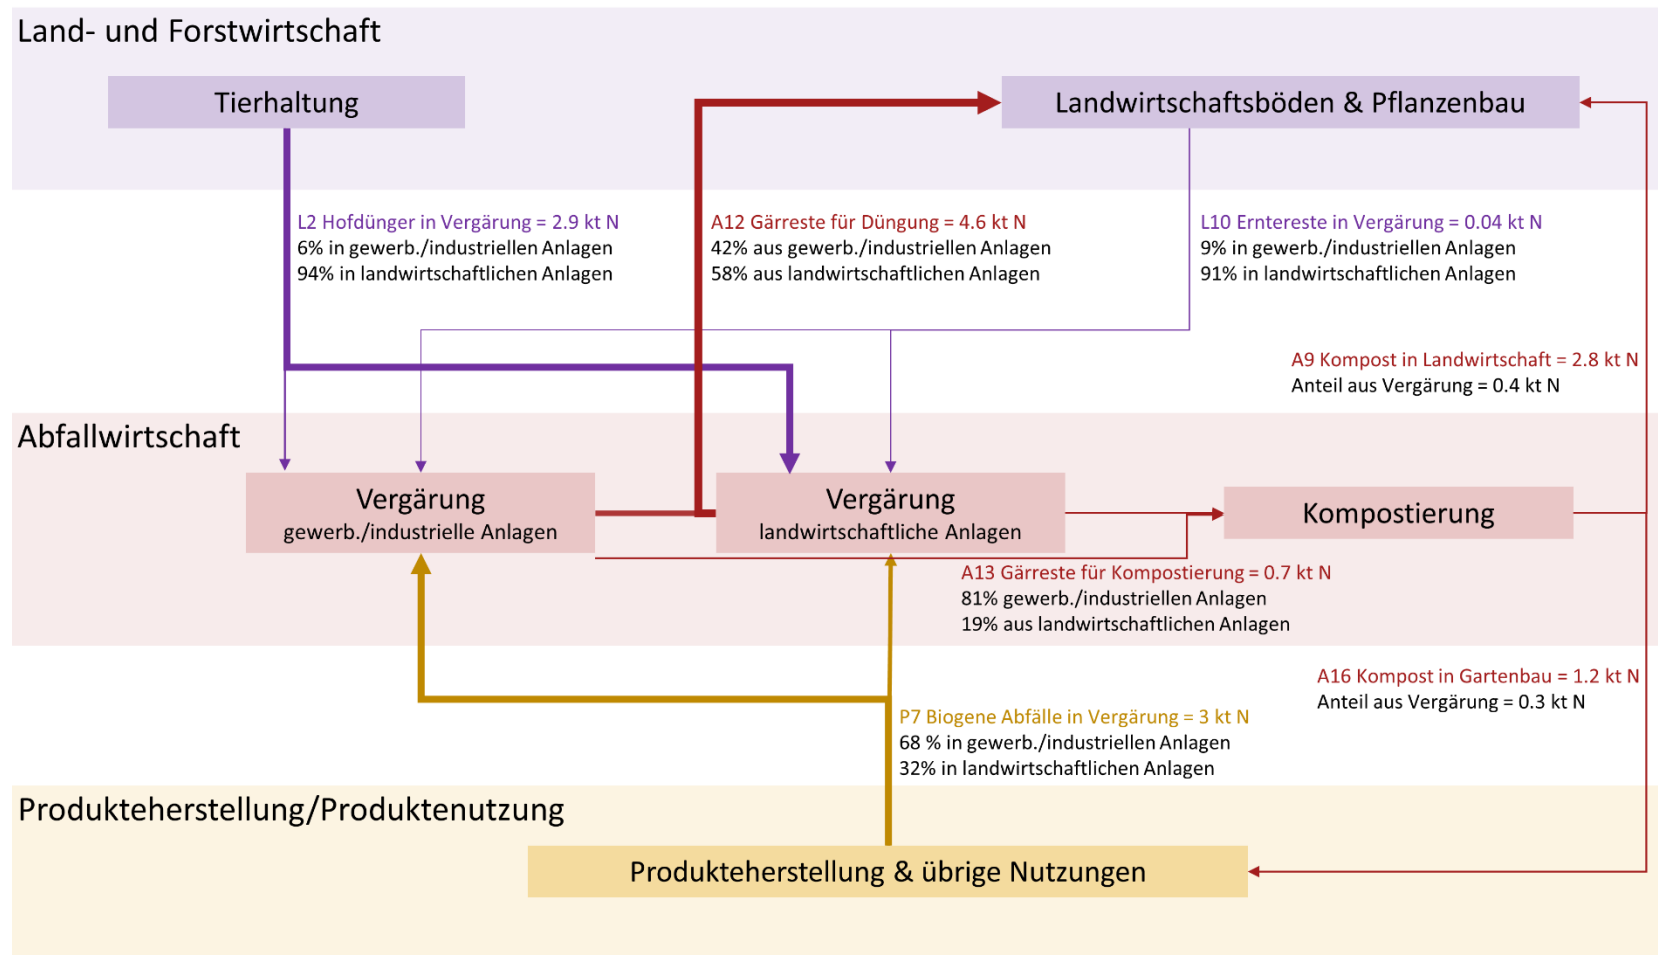 Land- und Forstwirtschaft
Tierhaltung
Landwirtschaftsböden & Pflanzenbau
L2 Hofdünger in Vergärung = 2.9 kt N
6% in gewerb./industriellen Anlagen
94% in landwirtschaftlichen Anlagen
A12 Gärreste für Düngung = 4.6 kt N
42% aus gewerb./industriellen Anlagen
58% aus landwirtschaftlichen Anlagen
L10 Erntereste in Vergärung = 0.04 kt N
9% in gewerb./industriellen Anlagen
91% in landwirtschaftlichen Anlagen
A9 Kompost in Landwirtschaft = 2.8 kt N
Anteil aus Vergärung = 0.4 kt N
Abfallwirtschaft
Vergärung
gewerb./industrielle Anlagen
Vergärung
landwirtschaftliche Anlagen
Kompostierung
A13 Gärreste für Kompostierung = 0.7 kt N
81% gewerb./industriellen Anlagen
19% aus landwirtschaftlichen Anlagen
A16 Kompost in Gartenbau = 1.2 kt N
Anteil aus Vergärung = 0.3 kt N
P7 Biogene Abfälle in Vergärung = 3 kt N
68 % in gewerb./industriellen Anlagen
32% in landwirtschaftlichen Anlagen
Produkteherstellung/Produktenutzung
Produkteherstellung & übrige Nutzungen